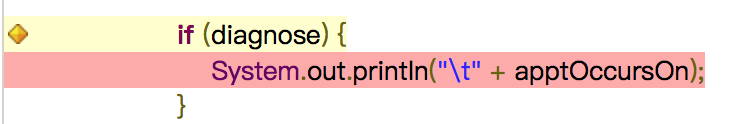 if (diagnose) {
System.out.println("\t" + apptOccursOn);
}